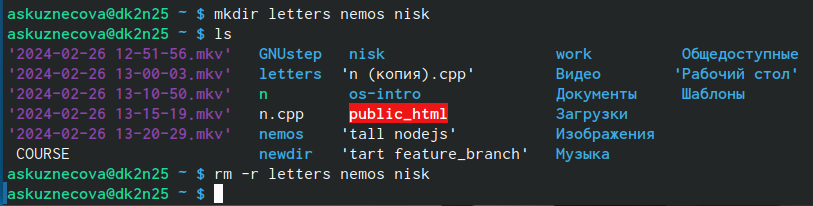 askuznecova@dk2n25 ~ $ mkdir letters nemos nisk
askuznecova@dk2n25 ~ $ ls
'2024-02-26 12-51-56.mkv' GNUstep nisk work Общедоступные
'2024-02-26 13-00-03.mkv' letters 'n (копия).cpp' Видео 'Рабочий стол'
'2024-02-26 13-10-50.mkv' n os-intro Документы Шаблоны
'2024-02-26 13-15-19.mkv' n.cpp public_html Загрузки
'2024-02-26 13-20-29.mkv' nemos 'tall nodejs' Изображения
COURSE newdir 'tart feature_branch' Музыка
askuznecova@dk2n25 ~ $ rm -r letters nemos nisk
askuznecova@dk2n25 ~ $